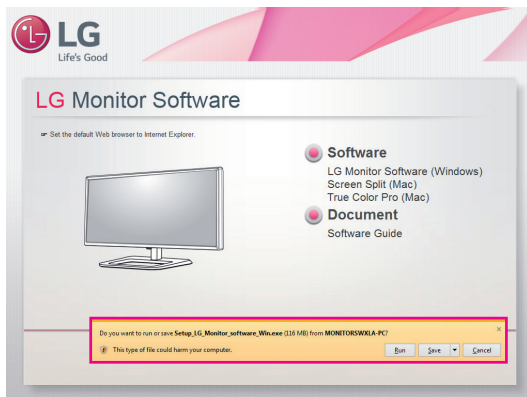 LG
Life's Good
LG Monitor Software
☞ Set the default Web browser to Internet Explorer.
Software
LG Monitor Software (Windows)
Screen Split (Mac)
True Color Pro (Mac)
Document
Software Guide
Do you want to run or save Setup_LG_Monitor_software_Win.exe (116 MB) from MONITORSWXLA-PC?
×
This type of file could harm your computer.
Run Save Cancel